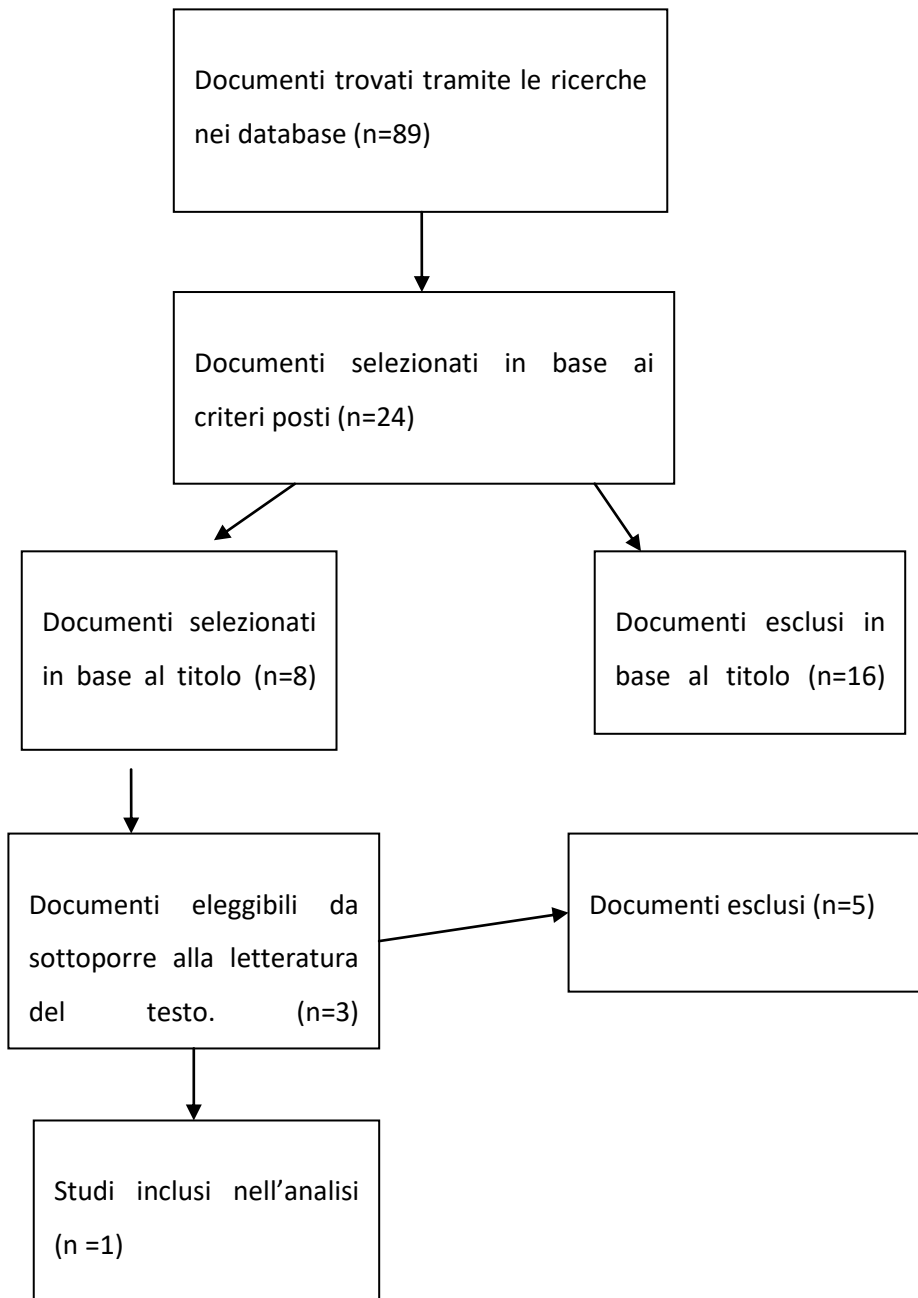 Documenti trovati tramite le ricerche
nei database (n=89)
Documenti selezionati in base ai
criteri posti (n=24)
Documenti selezionati
in base al titolo (n=8)
Documenti esclusi in
base al titolo (n=16)
Documenti eleggibili da
sottoporre alla letteratura
del testo. (n=3)
Documenti esclusi (n=5)
Studi inclusi nell’analisi
(n =1)